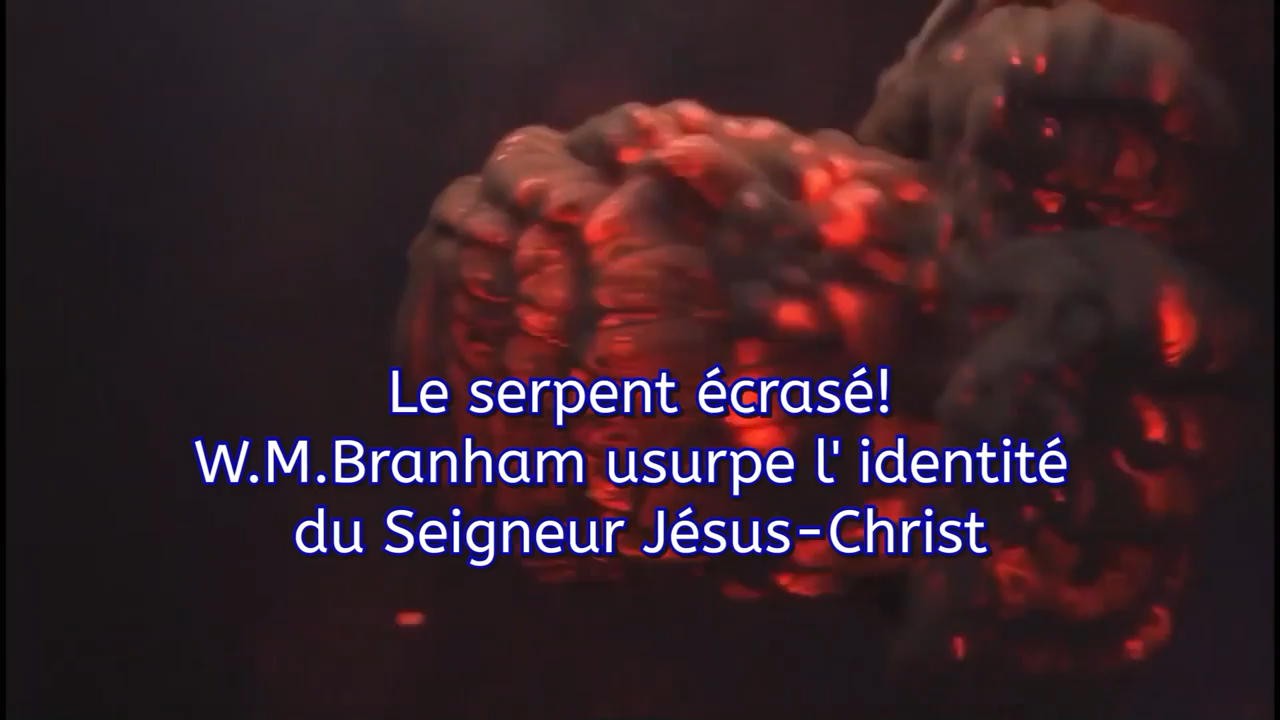 Le serpent écrasé!
W.M.Branham usurpe l' identité
du Seigneur Jésus-Christ